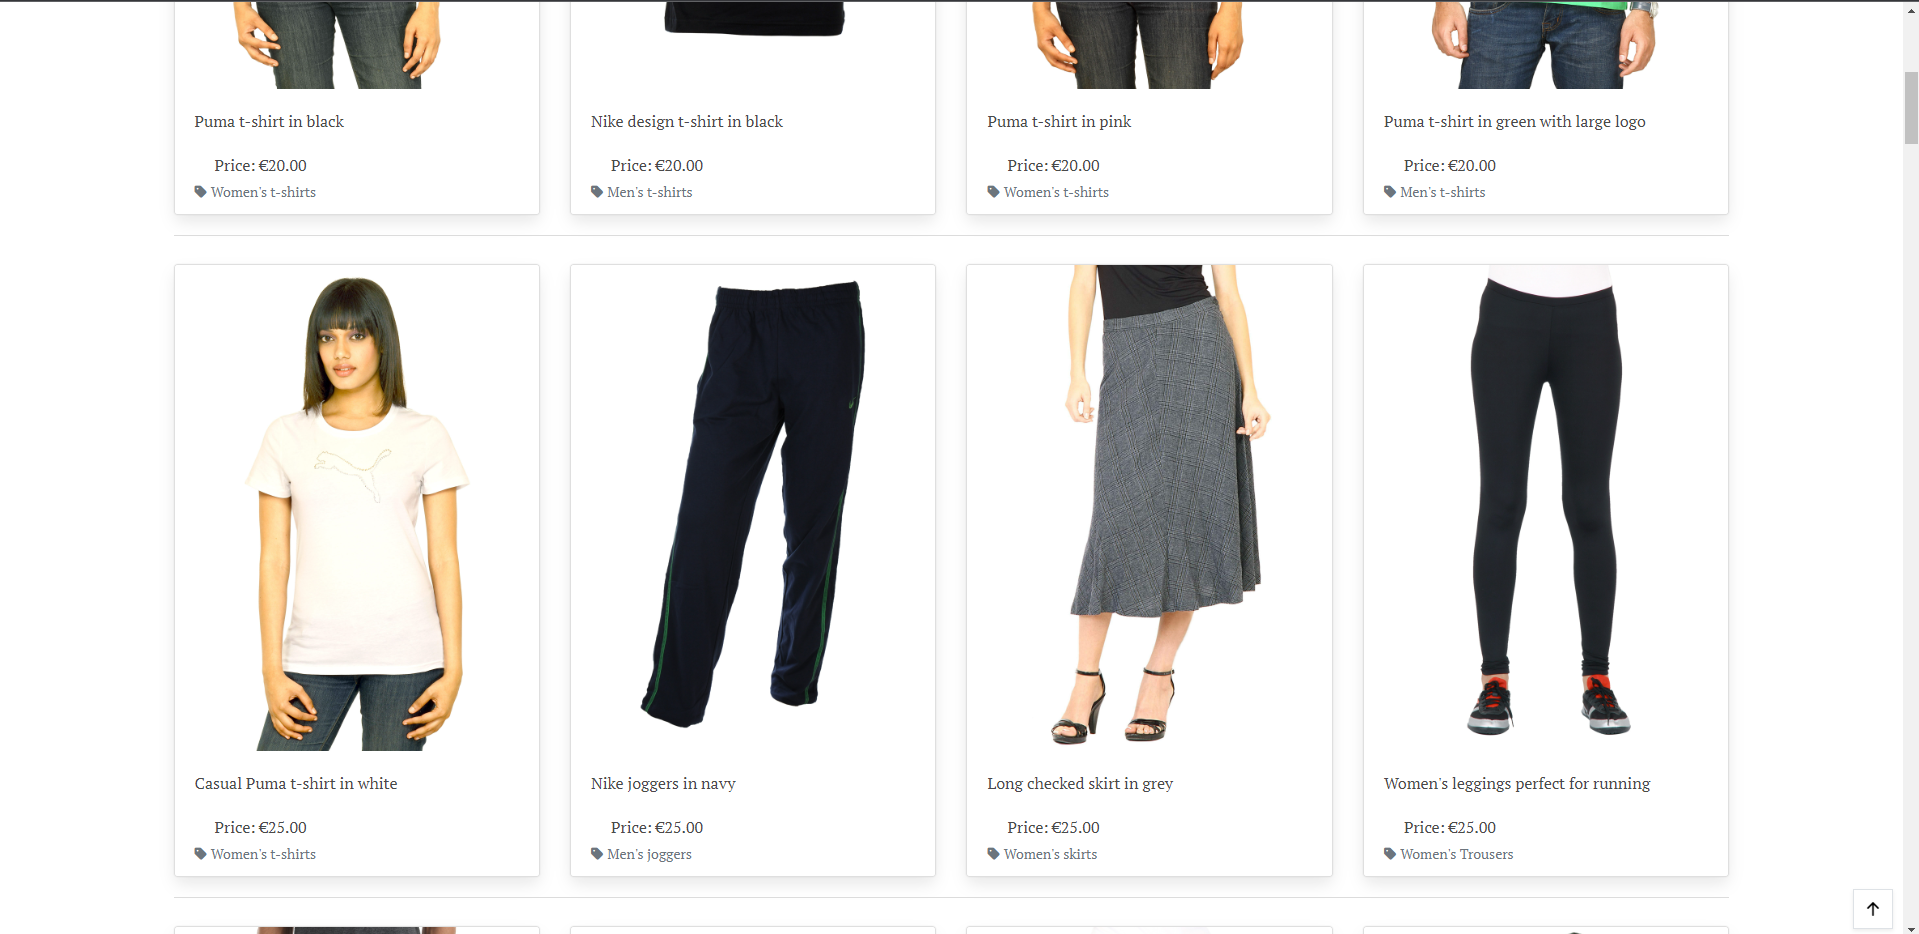 Puma t-shirt in black
Price: €20.00
Women's t-shirts
Nike design t-shirt in black
Price: €20.00
Men's t-shirts
Puma t-shirt in pink
Price: €20.00
Women's t-shirts
Puma t-shirt in green with large logo
Price: €20.00
Men's t-shirts
Casual Puma t-shirt in white
Price: €25.00
Women's t-shirts
Nike joggers in navy
Price: €25.00
Men's joggers
Long checked skirt in grey
Price: €25.00
Women's skirts
Women's leggings perfect for running
Price: €25.00
Women's Trousers